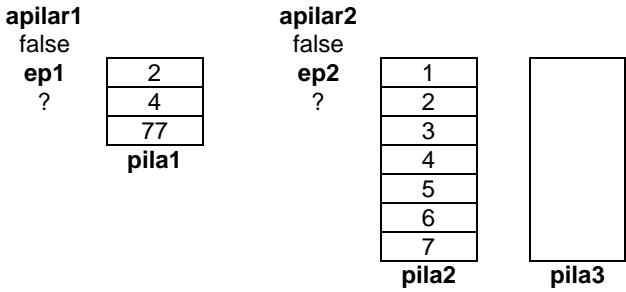 apilar1 apilar2
false false
ep1 2 ep2 1
? 4 ? 2
77 3
pila1 4
5
6
7
pila2 pila3